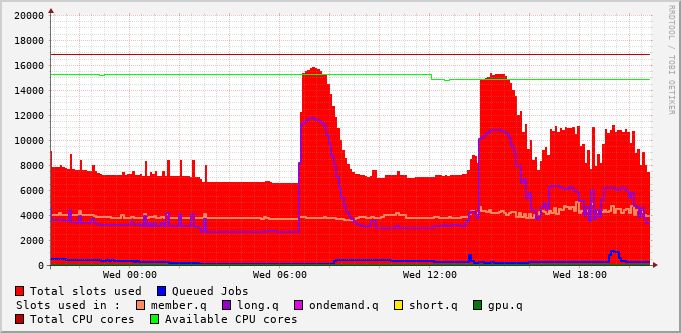 20000
18000
16000
14000
12000
10000
8000
6000
4000
2000
0
Wed 00:00 Wed 06:00 Wed 12:00 Wed 18:00
RRDTOOL / TOBI OETIKER
Total slots used Queued Jobs
Slots used in : member.q long.q ondemand.q short.q gpu.q
Total CPU cores Available CPU cores